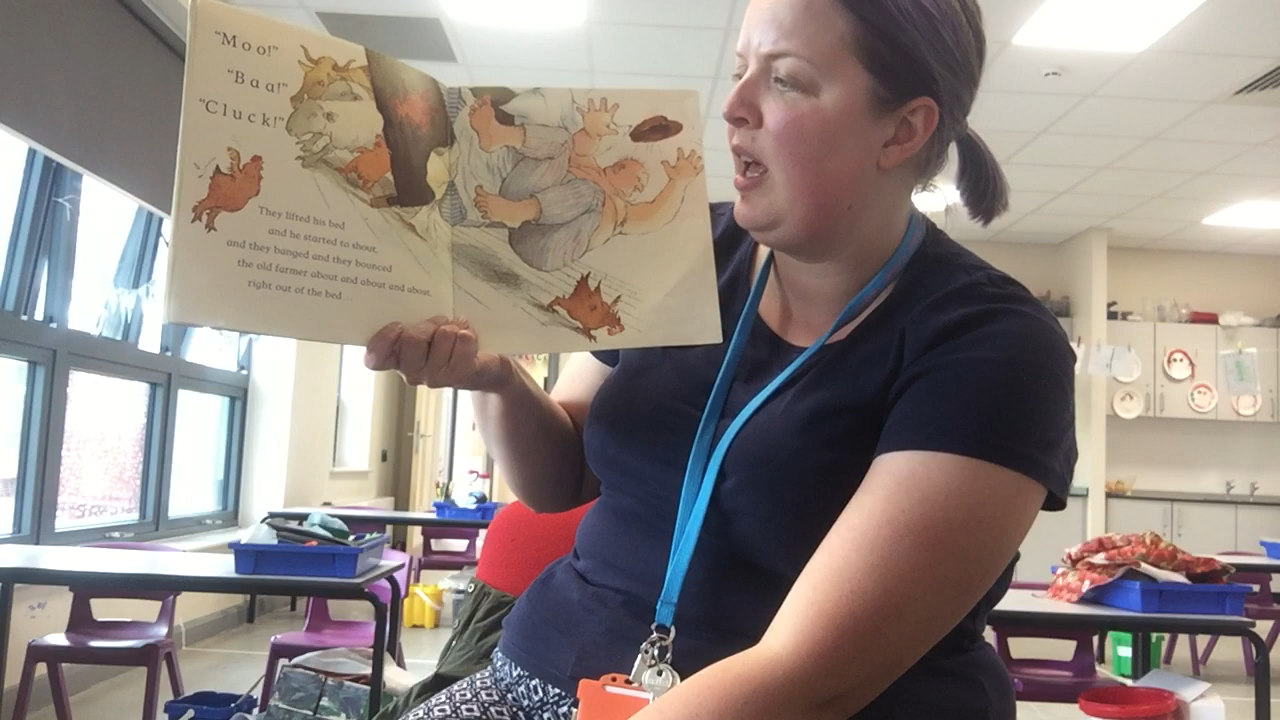 "Moo!"
"Baa!"
"Cluck!"
They lifted his bed
and he started to shout,
and they banged and they bounced
the old farmer about and about and about,
right out of the bed